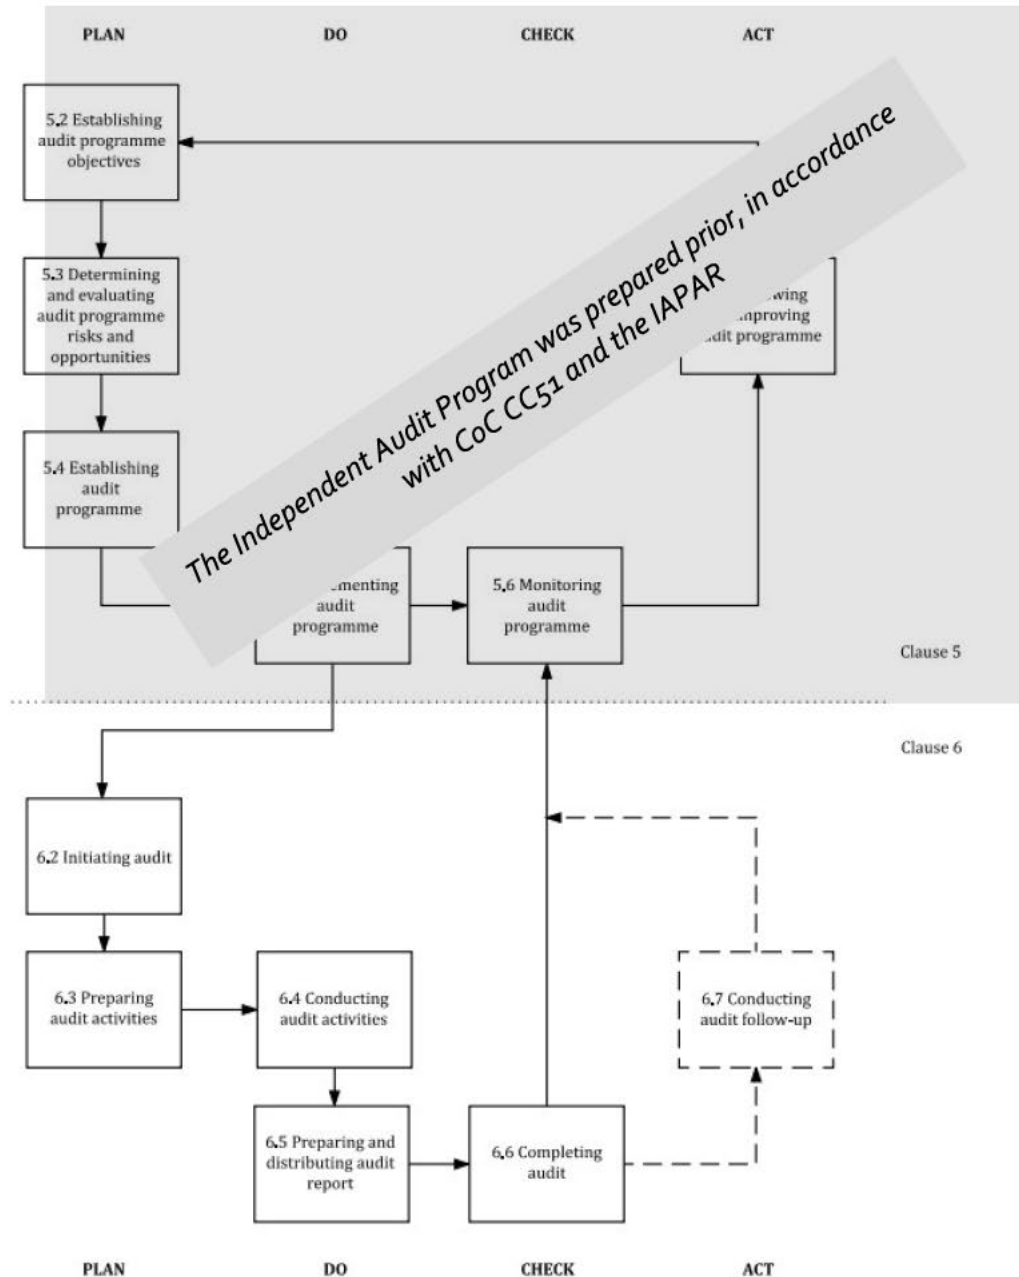 PLAN DO CHECK ACT
5.2 Establishing
audit programme
objectives
The Independent Audit Program was prepared prior, in accordance
with CoC CC51 and the IAPAR
5.3 Determining
and evaluating
audit programme
risks and
opportunities
audit programme
5.4 Establishing
audit
programme
audit
programme
5.6 Monitoring
audit
programme
Clause 5
Clause 6
6.2 Initiating audit
6.3 Preparing
audit activities
6.4 Conducting
audit activities
6.7 Conducting
audit follow-up
6.5 Preparing and
distributing audit
report
6.6 Completing
audit
PLAN DO CHECK ACT